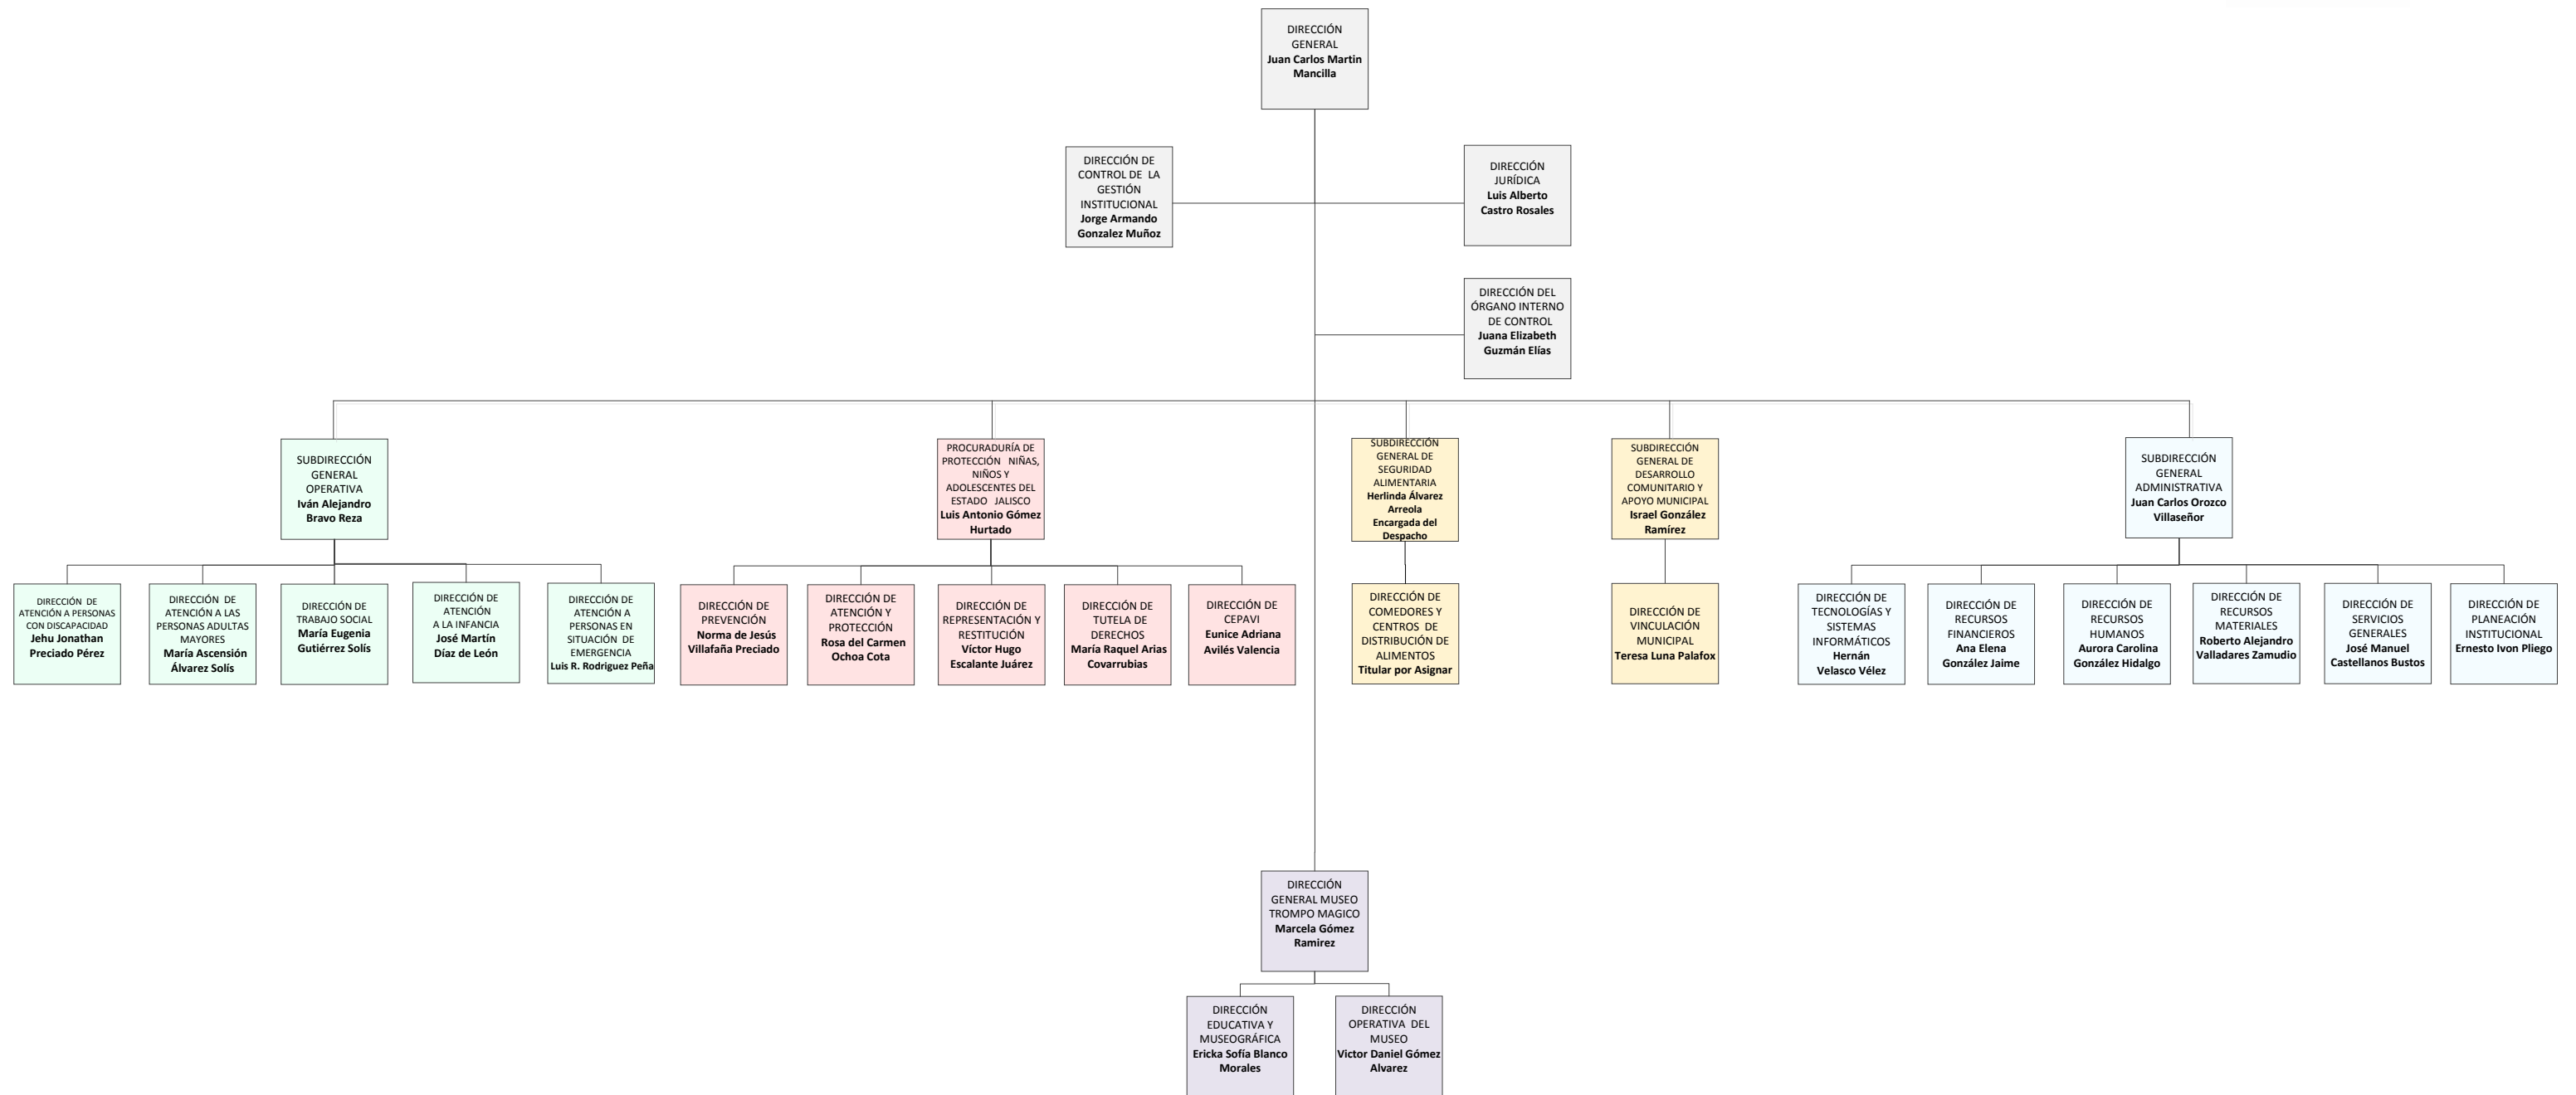 DIRECCIÓN
GENERAL
Juan Carlos Martin
Mancilla
DIRECCIÓN DE
CONTROL DE LA
GESTIÓN
INSTITUCIONAL
Jorge Armando
Gonzalez Muñoz
DIRECCIÓN
JURÍDICA
Luis Alberto
Castro Rosales
DIRECCIÓN DEL
ÓRGANO INTERNO
DE CONTROL
Juana Elizabeth
Guzmán Elías
SUBDIRECCIÓN
GENERAL
OPERATIVA
Iván Alejandro
Bravo Reza
PROCURADURÍA DE
PROTECCIÓN NIÑAS,
NIÑOS Y
ADOLESCENTES DEL
ESTADO JALISCO
Luis Antonio Gómez
Hurtado
SUBDIRECCIÓN
GENERAL DE
SEGURIDAD
ALIMENTARIA
Herlinda Álvarez
Arreola
Encargada del
Despacho
SUBDIRECCIÓN
GENERAL DE
DESARROLLO
COMUNITARIO Y
APOYO MUNICIPAL
Israel González
Ramírez
SUBDIRECCIÓN
GENERAL
ADMINISTRATIVA
Juan Carlos Orozco
Villaseñor
DIRECCIÓN DE
ATENCIÓN A PERSONAS
CON DISCAPACIDAD
Jehu Jonathan
Preciado Pérez
DIRECCIÓN DE
ATENCIÓN A LAS
PERSONAS ADULTAS
MAYORES
María Ascensión
Álvarez Solís
DIRECCIÓN DE
TRABAJO SOCIAL
María Eugenia
Gutiérrez Solís
DIRECCIÓN DE
ATENCIÓN
A LA INFANCIA
José Martín
Díaz de León
DIRECCIÓN DE
ATENCIÓN A
PERSONAS EN
SITUACIÓN DE
EMERGENCIA
Luis R. Rodriguez Peña
DIRECCIÓN DE
PREVENCIÓN
Norma de Jesús
Villafaña Preciado
DIRECCIÓN DE
ATENCIÓN Y
PROTECCIÓN
Rosa del Carmen
Ochoa Cota
DIRECCIÓN DE
REPRESENTACIÓN Y
RESTITUCIÓN
Víctor Hugo
Escalante Juárez
DIRECCIÓN DE
TUTELA DE
DERECHOS
María Raquel Arias
Covarrubias
DIRECCIÓN DE
CEPAVI
Eunice Adriana
Avilés Valencia
DIRECCIÓN DE
COMEDORES Y
CENTROS DE
DISTRIBUCIÓN DE
ALIMENTOS
Titular por Asignar
DIRECCIÓN DE
VINCULACIÓN
MUNICIPAL
Teresa Luna Palafox
DIRECCIÓN DE
TECNOLOGÍAS Y
SISTEMAS
INFORMÁTICOS
Hernán
Velasco Vélez
DIRECCIÓN DE
RECURSOS
FINANCIEROS
Ana Elena
González Jaime
DIRECCIÓN DE
RECURSOS
HUMANOS
Aurora Carolina
González Hidalgo
DIRECCIÓN DE
RECURSOS
MATERIALES
Roberto Alejandro
Valladares Zamudio
DIRECCIÓN DE
SERVICIOS
GENERALES
José Manuel
Castellanos Bustos
DIRECCIÓN DE
PLANEACIÓN
INSTITUCIONAL
Ernesto Ivon Pliego
DIRECCIÓN
GENERAL MUSEO
TROMPO MAGICO
Marcela Gómez
Ramirez
DIRECCIÓN
EDUCATIVA Y
MUSEOGRÁFICA
Ericka Sofía Blanco
Morales
DIRECCIÓN
OPERATIVA DEL
MUSEO
Victor Daniel Gómez
Alvarez